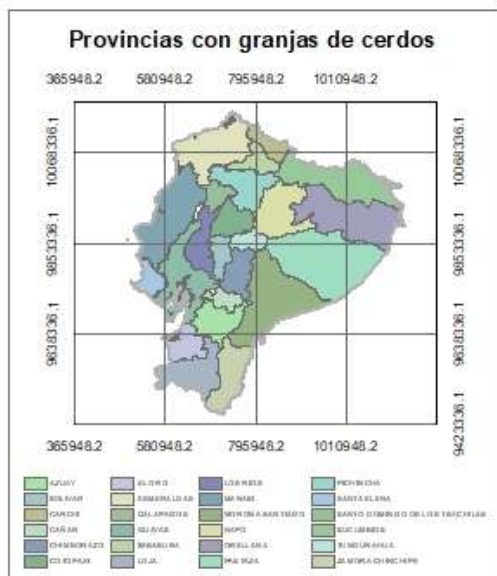 Provincias con granjas de cerdos
365948.2 580948.2 795948.2 1010948.2
10068336.1 10068336.1
9853336.1 9853336.1
9638336.1 9638336.1
9423336.1
365948.2 580948.2 795948.2 1010948.2
AZUAY EL ORO LOS RIOS PICHINCHA
BOLIVAR ESMERALDAS MANABI SANTA ELENA
CARCHI GALAPAGOS MORONA SANTIAGO SANTO DOMINGO DE LOS TSACHILAS
CAÑAR GUAYAS NAPO SUCUMBIOS
CHIMBORAZO IMBABURA ORELLANA TUNGURAHUA
COTOPAXI LOJA PASTAZA ZAMORA CHINCHIPE